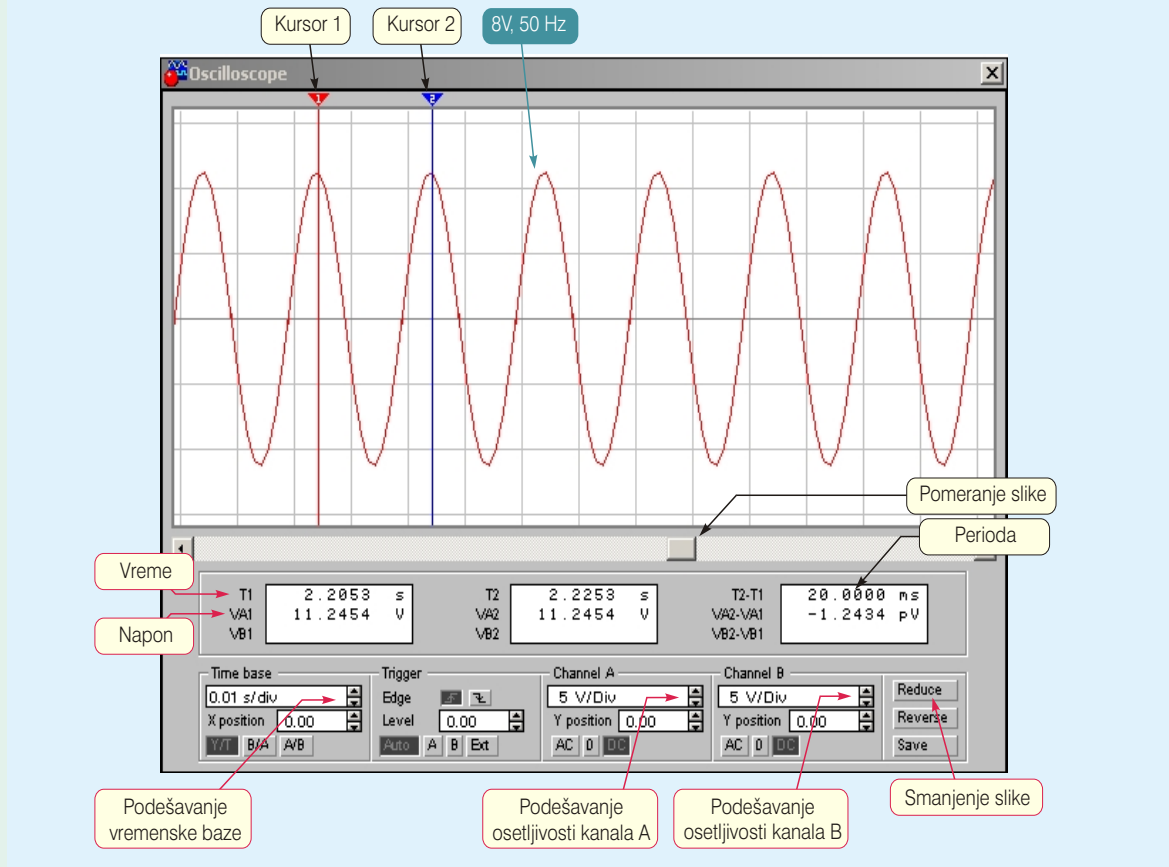 Kursor 1
Kursor 2
8V, 50 Hz
Oscilloscope
1
2
Pomeranje slike
Perioda
Vreme
Napon
T1 2.2053 s
VA1 11.2454 V
VB1
T2 2.2253 s
VA2 11.2454 V
VB2
T2-T1 20.0000 ms
VA2-VA1 -1.2434 pV
VB2-VB1
Time base
0.01 s/div
X position 0.00
Y/T B/A A/B
Trigger
Edge
Level 0.00
Auto A B Ext
Channel A
5 V/Div
Y position 0.00
AC 0 DC
Channel B
5 V/Div
Y position 0.00
AC 0 DC
Reduce
Reverse
Save
Podešavanje
vremenske baze
Podešavanje
osetljivosti kanala A
Podešavanje
osetljivosti kanala B
Smanjenje slike